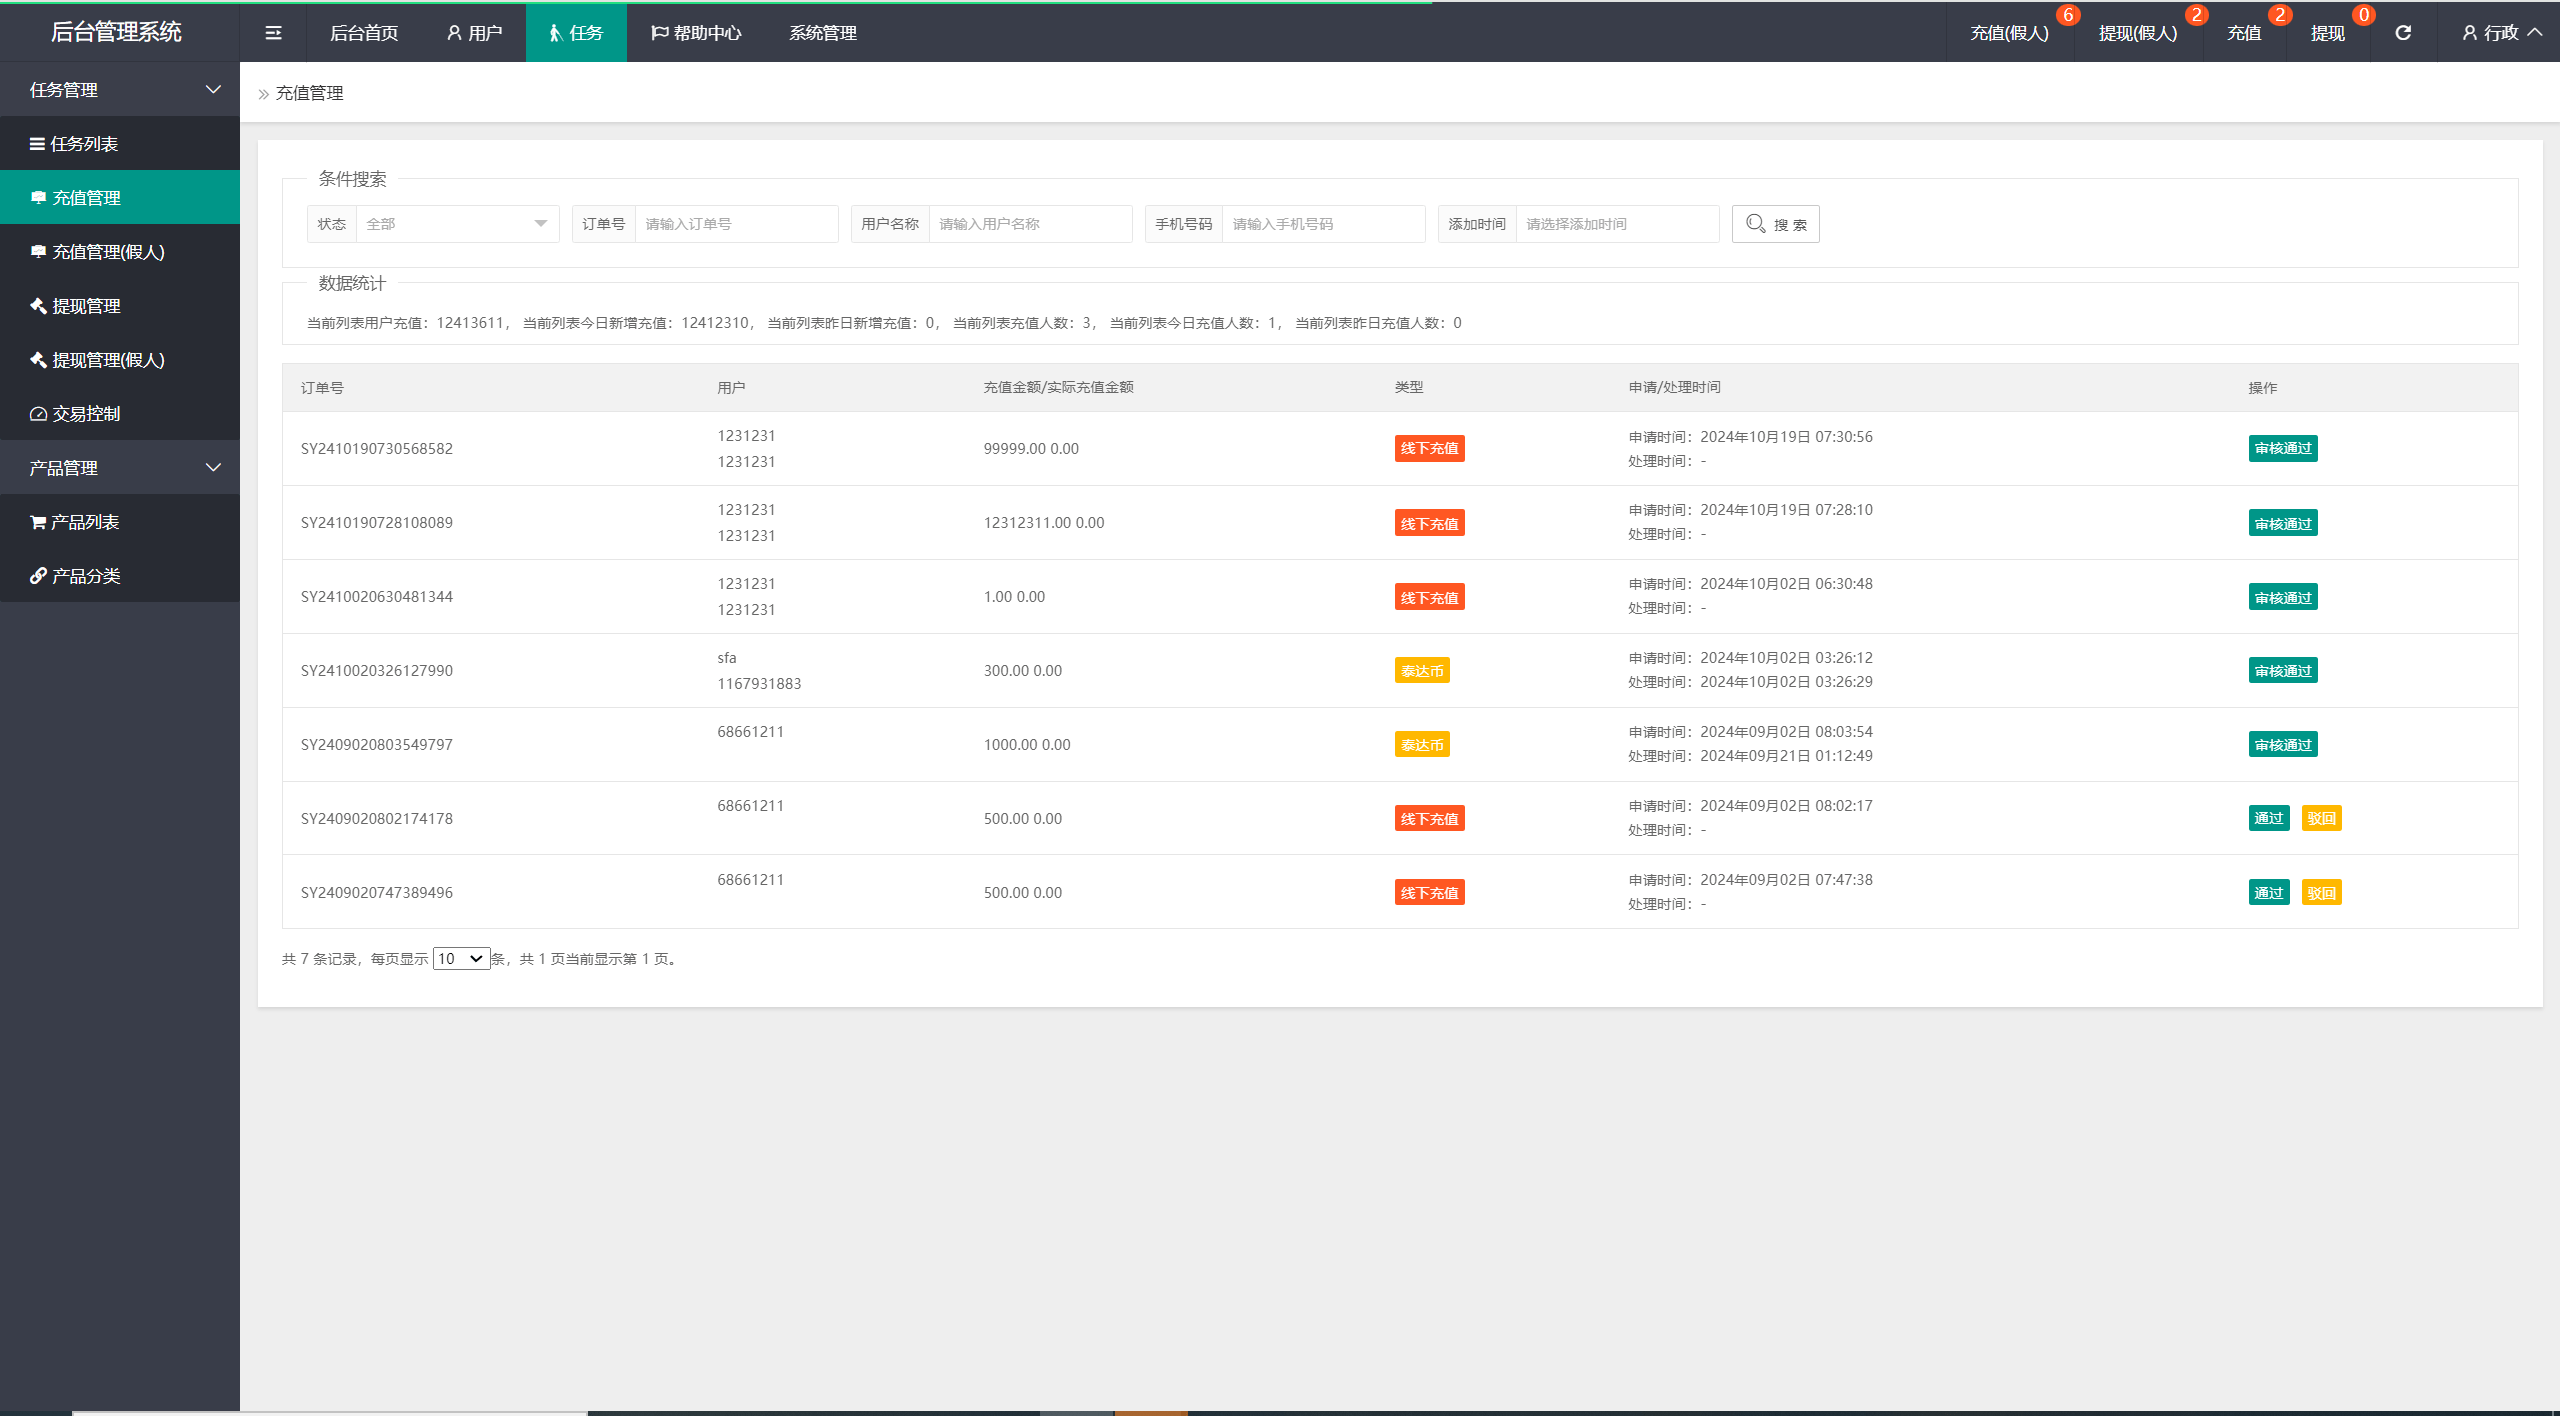 后台管理系统
后台首页
用户
任务
帮助中心
系统管理
充值(假人) 6
提现(假人) 2
充值 2
提现 0
行政
任务管理
任务列表
充值管理
充值管理(假人)
提现管理
提现管理(假人)
交易控制
产品管理
产品列表
产品分类
» 充值管理
条件搜索
状态 全部 订单号 请输入订单号 用户名称 请输入用户名称 手机号码 请输入手机号码 添加时间 请选择添加时间 搜 索
数据统计
当前列表用户充值：12413611， 当前列表今日新增充值：12412310， 当前列表昨日新增充值：0， 当前列表充值人数：3， 当前列表今日充值人数：1， 当前列表昨日充值人数：0
订单号 用户 充值金额/实际充值金额 类型 申请/处理时间 操作
SY2410190730568582
1231231
1231231
99999.00 0.00
线下充值
申请时间：2024年10月19日 07:30:56
处理时间：-
审核通过
SY2410190728108089
1231231
1231231
12312311.00 0.00
线下充值
申请时间：2024年10月19日 07:28:10
处理时间：-
审核通过
SY2410020630481344
1231231
1231231
1.00 0.00
线下充值
申请时间：2024年10月02日 06:30:48
处理时间：-
审核通过
SY2410020326127990
sfa
1167931883
300.00 0.00
泰达币
申请时间：2024年10月02日 03:26:12
处理时间：2024年10月02日 03:26:29
审核通过
SY2409020803549797
68661211
1000.00 0.00
泰达币
申请时间：2024年09月02日 08:03:54
处理时间：2024年09月21日 01:12:49
审核通过
SY2409020802174178
68661211
500.00 0.00
线下充值
申请时间：2024年09月02日 08:02:17
处理时间：-
通过 驳回
SY2409020747389496
68661211
500.00 0.00
线下充值
申请时间：2024年09月02日 07:47:38
处理时间：-
通过 驳回
共 7 条记录，每页显示 10 条，共 1 页当前显示第 1 页。